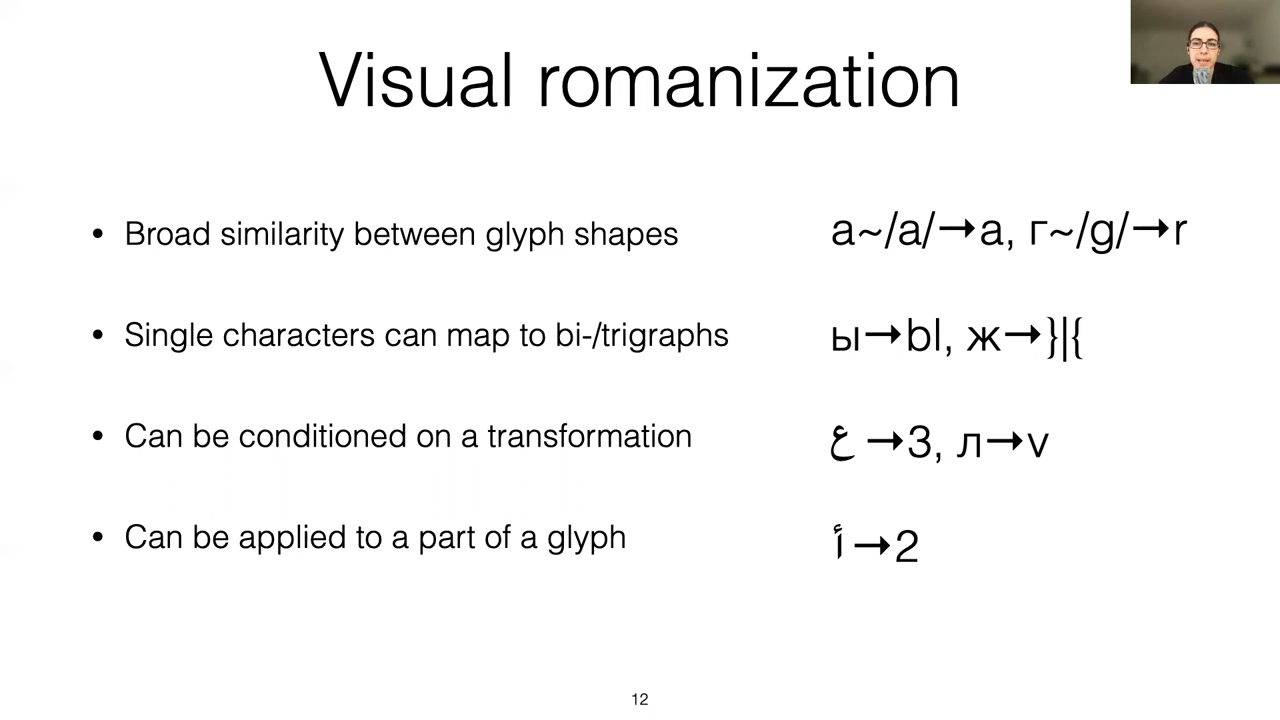 Visual romanization
• Broad similarity between glyph shapes
а~/a/→a, г~/g/→r
• Single characters can map to bi-/trigraphs
ы→bl, ж→}|{
• Can be conditioned on a transformation
ع →3, л→v
• Can be applied to a part of a glyph
أ →2
12